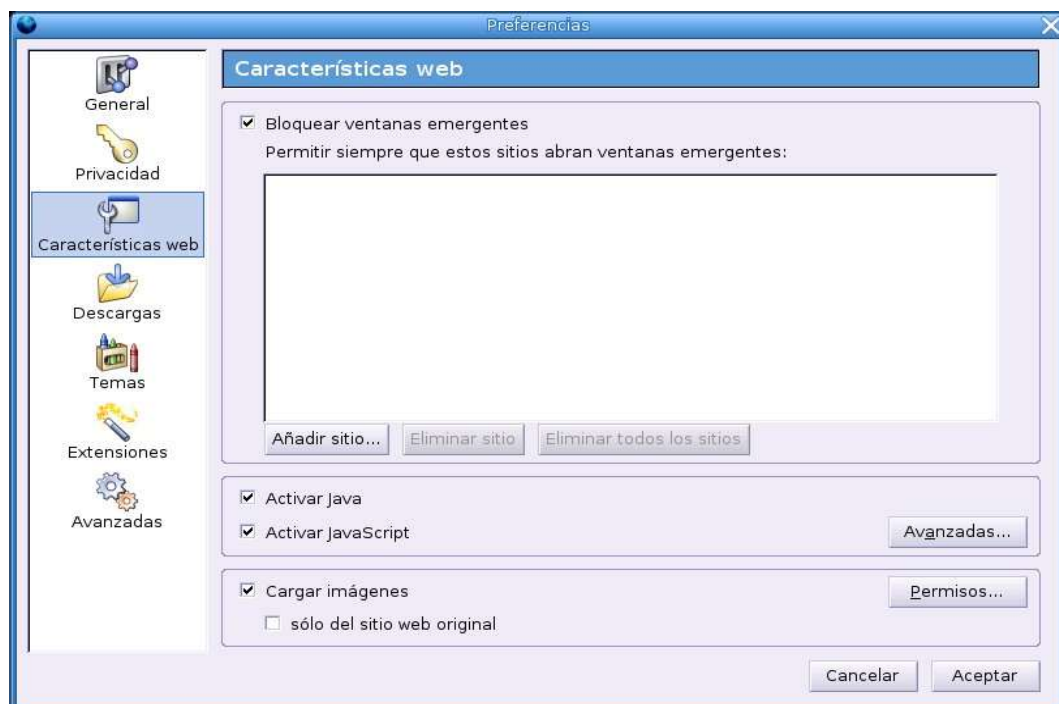 Preferencias
General
Privacidad
Características web
Descargas
Temas
Extensiones
Avanzadas
Características web
Bloquear ventanas emergentes
Permitir siempre que estos sitios abran ventanas emergentes:
Añadir sitio... Eliminar sitio Eliminar todos los sitios
Activar Java
Activar JavaScript Avanzadas...
Cargar imágenes Permisos...
sólo del sitio web original
Cancelar Aceptar